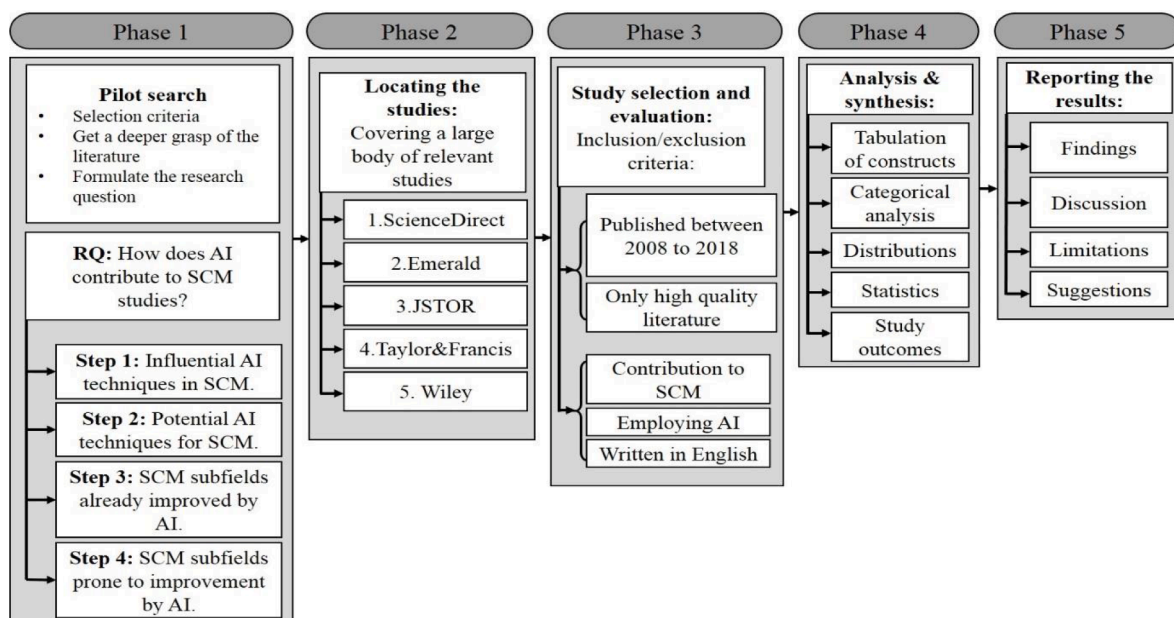 Phase 1
Pilot search
• Selection criteria
• Get a deeper grasp of the
literature
• Formulate the research
question
RQ: How does AI
contribute to SCM
studies?
Step 1: Influential AI
techniques in SCM.
Step 2: Potential AI
techniques for SCM.
Step 3: SCM subfields
already improved by
AI.
Step 4: SCM subfields
prone to improvement
by AI.
Phase 2
Locating the
studies:
Covering a large
body of relevant
studies
1.ScienceDirect
2.Emerald
3.JSTOR
4.Taylor&Francis
5. Wiley
Phase 3
Study selection and
evaluation:
Inclusion/exclusion
criteria:
Published between
2008 to 2018
Only high quality
literature
Contribution to
SCM
Employing AI
Written in English
Phase 4
Analysis &
synthesis:
Tabulation
of constructs
Categorical
analysis
Distributions
Statistics
Study
outcomes
Phase 5
Reporting the
results:
Findings
Discussion
Limitations
Suggestions